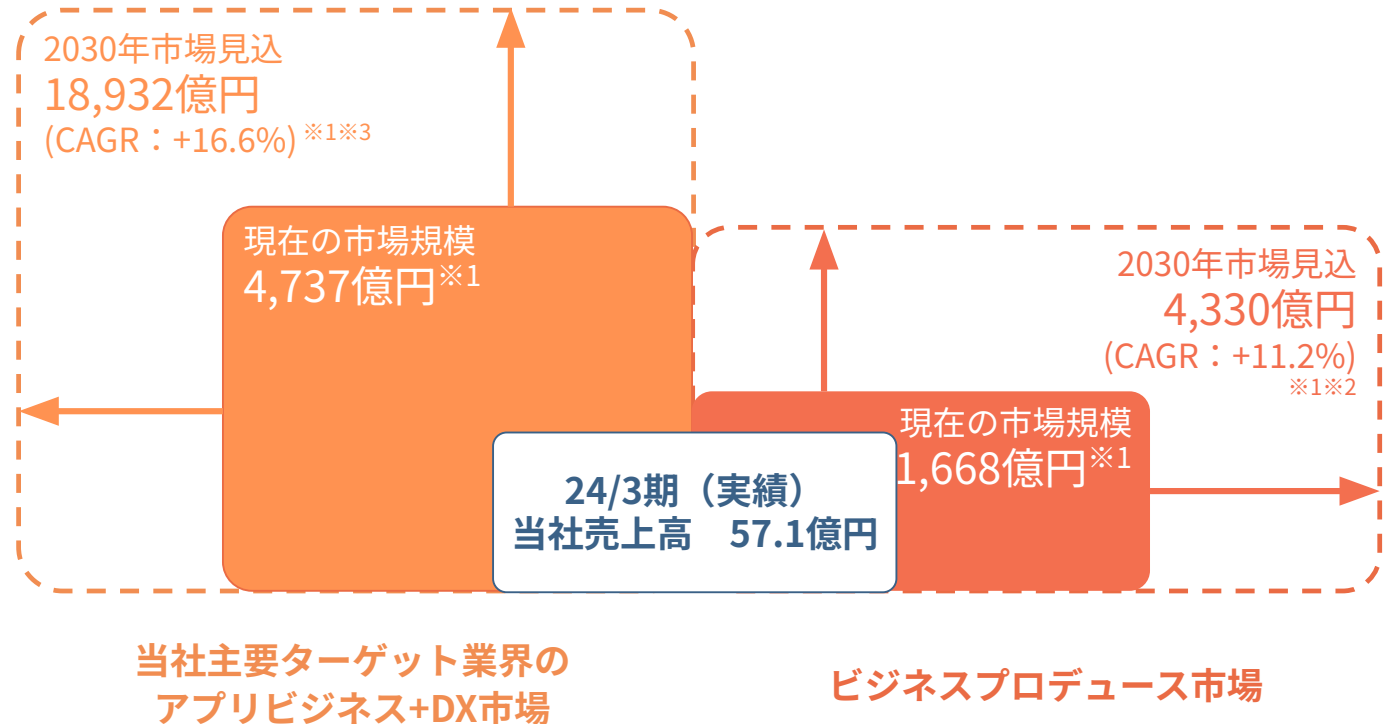 2030年市場見込
18,932億円
(CAGR：+16.6%) ※1※3
現在の市場規模
4,737億円※1
2030年市場見込
4,330億円
(CAGR：+11.2%)
※1※2
現在の市場規模
1,668億円※1
24/3期（実績）
当社売上高　57.1億円
当社主要ターゲット業界の
アプリビジネス+DX市場
ビジネスプロデュース市場